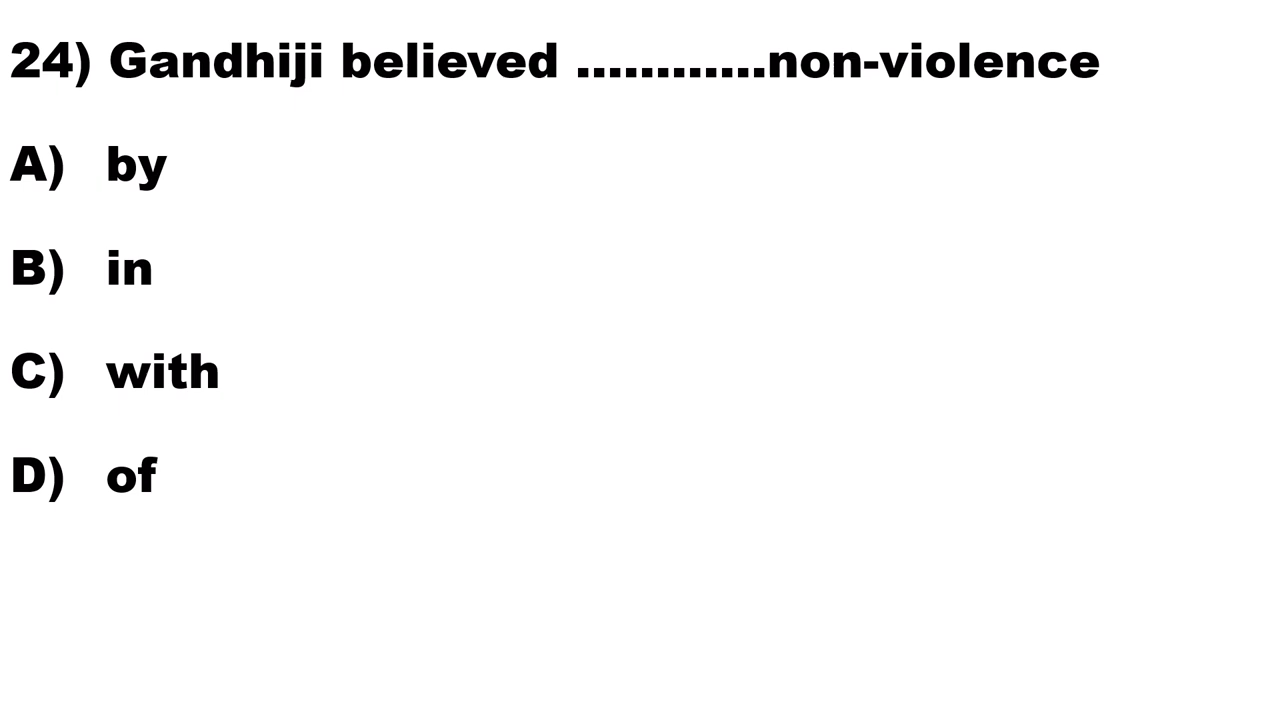 24) Gandhiji believed ............non-violence
A) by
B) in
C) with
D) of